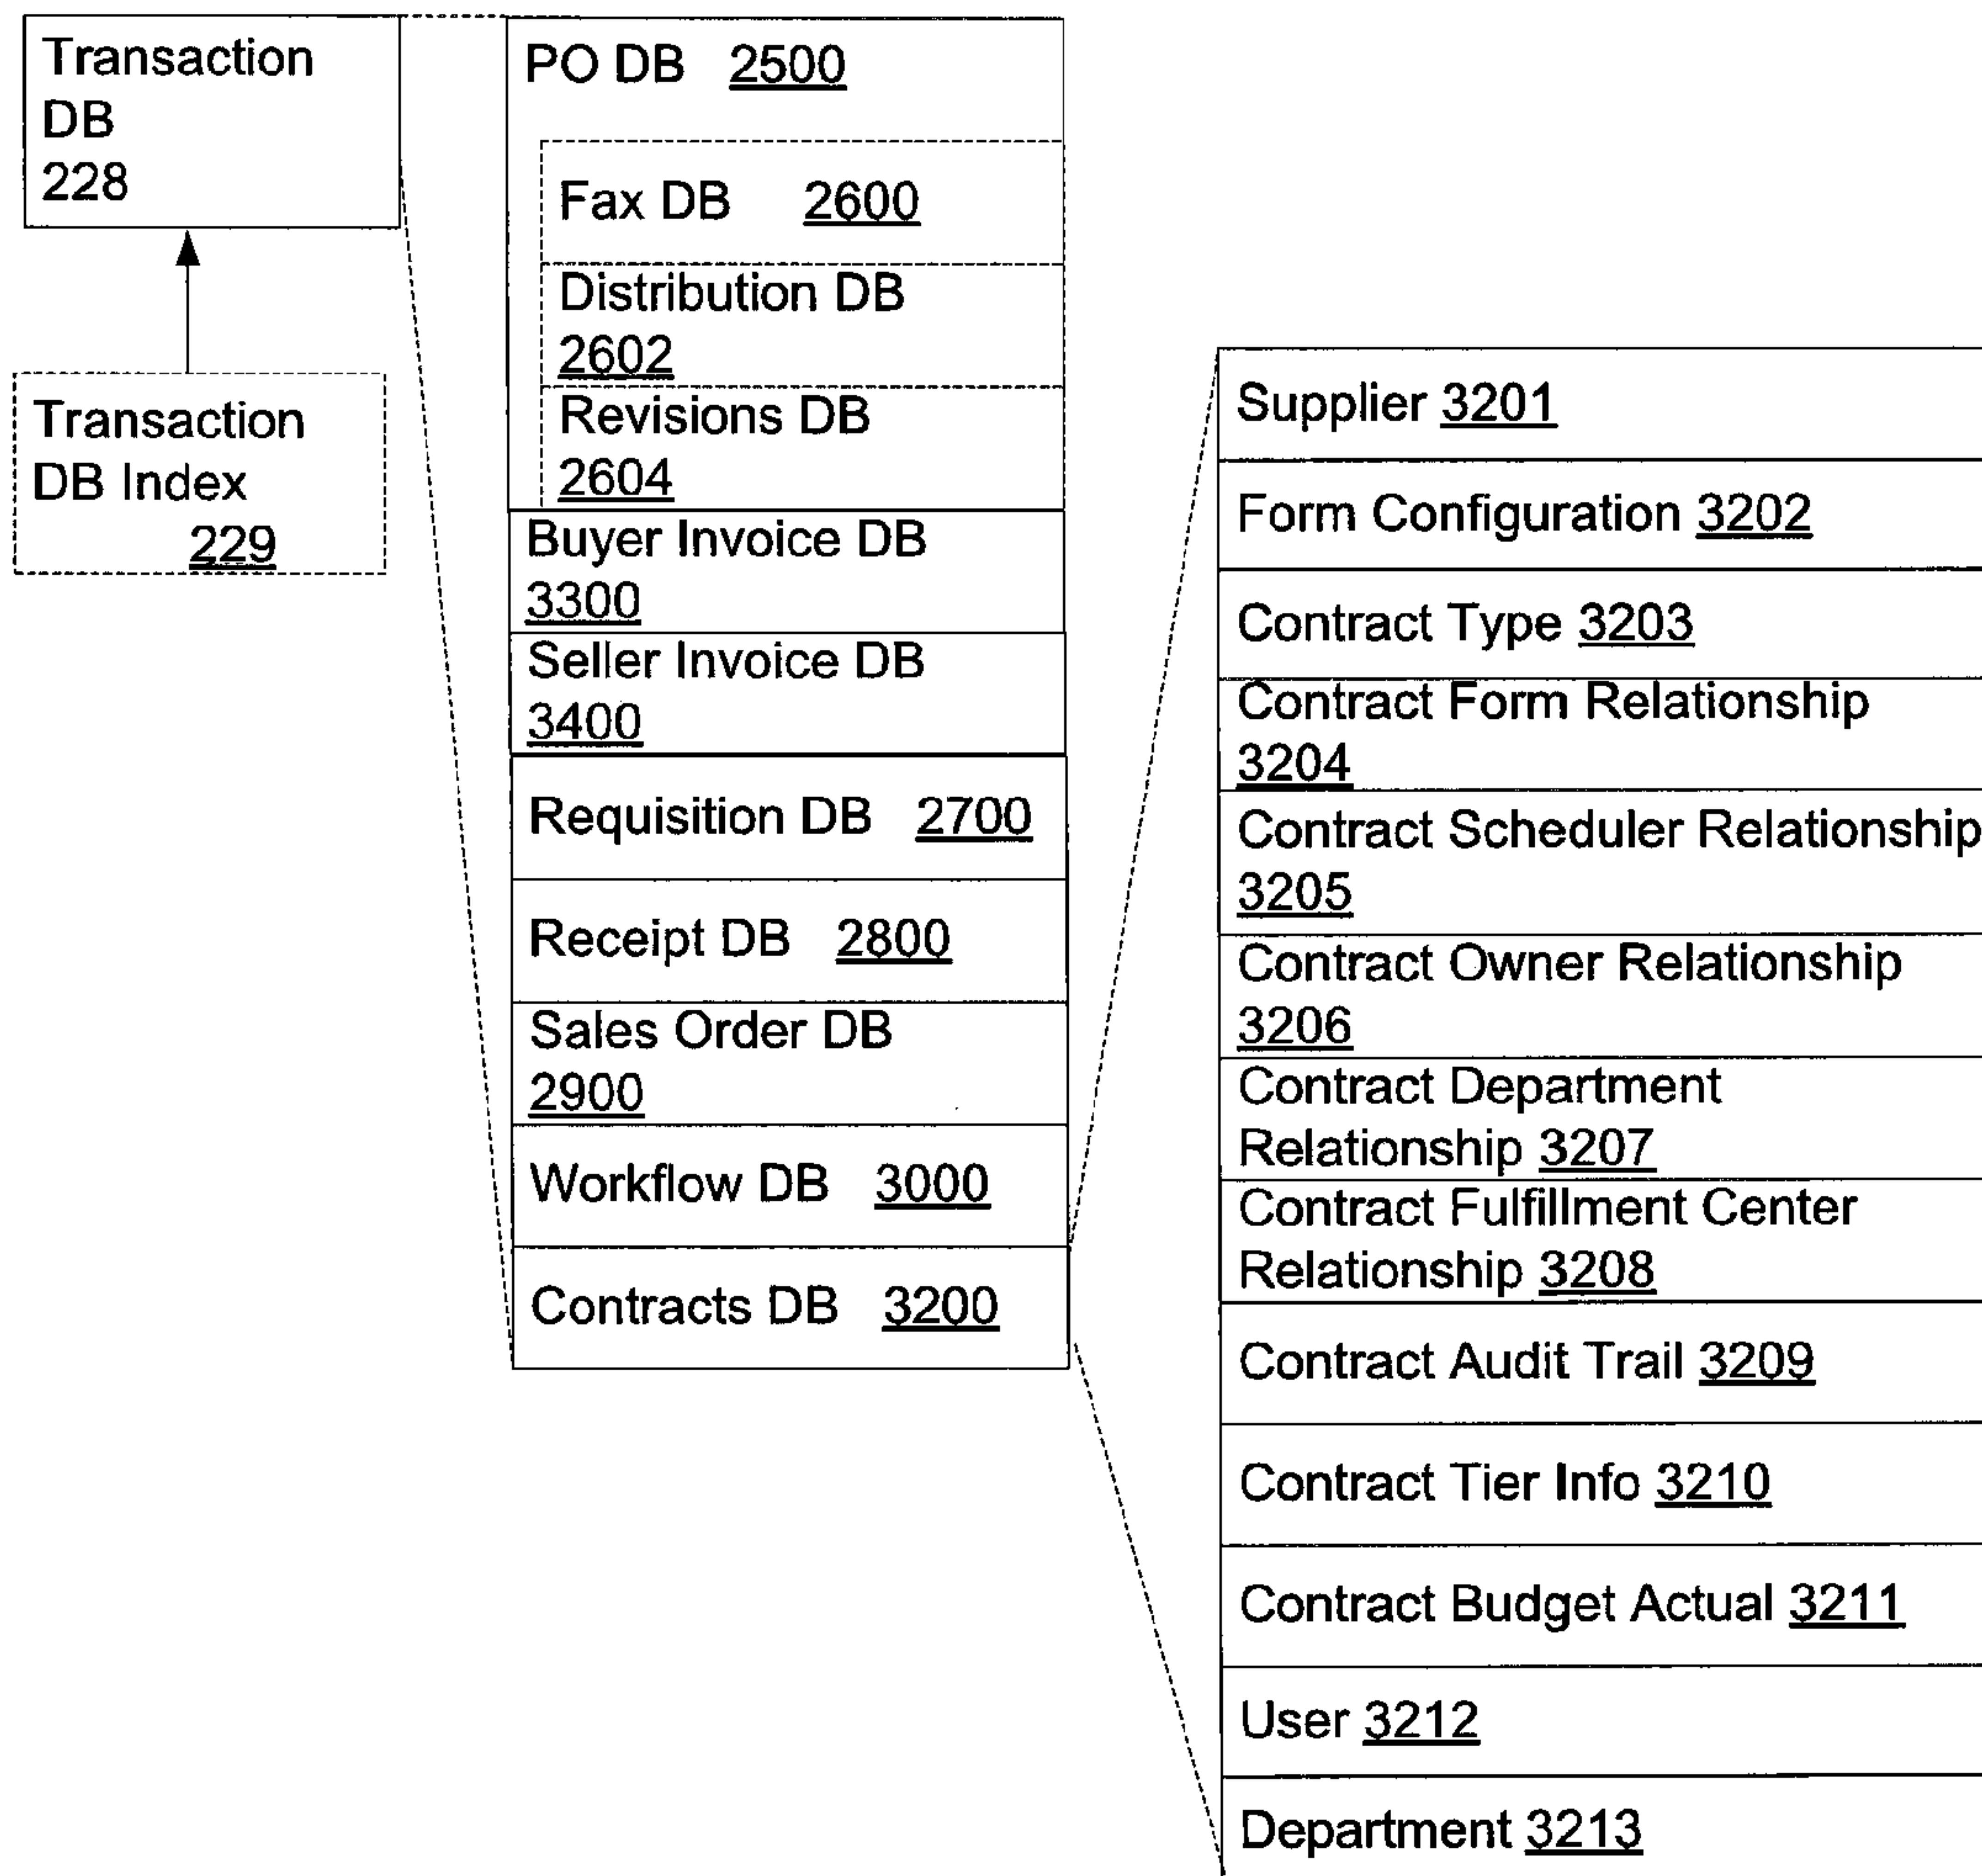 Transaction
DB
228
Transaction
DB Index
229
PO DB 2500
Fax DB 2600
Distribution DB
2602
Revisions DB
2604
Buyer Invoice DB
3300
Seller Invoice DB
3400
Requisition DB 2700
Receipt DB 2800
Sales Order DB
2900
Workflow DB 3000
Contracts DB 3200
Supplier 3201
Form Configuration 3202
Contract Type 3203
Contract Form Relationship
3204
Contract Scheduler Relationship
3205
Contract Owner Relationship
3206
Contract Department
Relationship 3207
Contract Fulfillment Center
Relationship 3208
Contract Audit Trail 3209
Contract Tier Info 3210
Contract Budget Actual 3211
User 3212
Department 3213